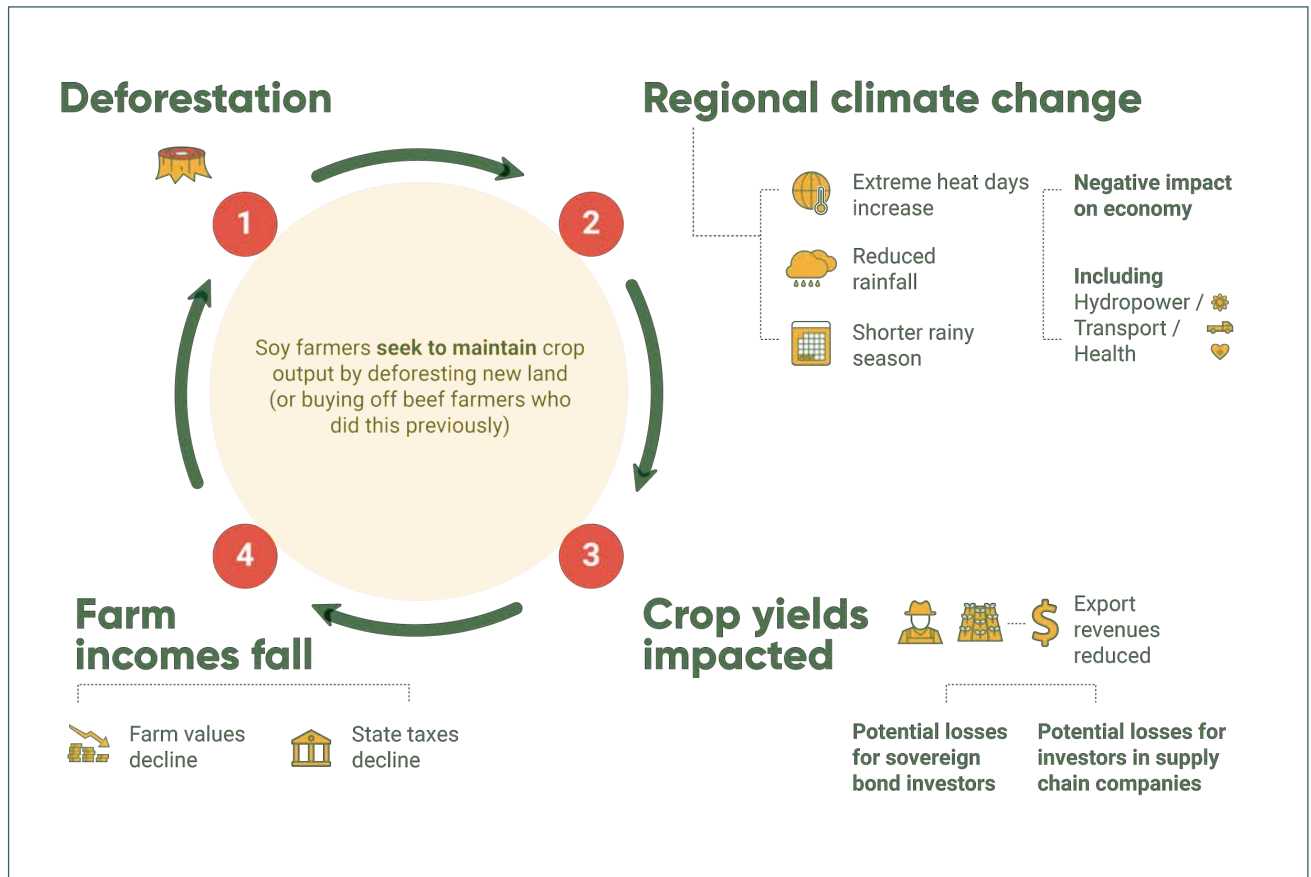 Deforestation
1
2
Soy farmers seek to maintain crop
output by deforesting new land
(or buying off beef farmers who
did this previously)
4
3
Regional climate change
Extreme heat days
increase
Reduced
rainfall
Shorter rainy
season
Negative impact
on economy
Including
Hydropower /
Transport /
Health
Crop yields
impacted
$
Export
revenues
reduced
Potential losses
for sovereign
bond investors
Potential losses for
investors in supply
chain companies
Farm
incomes fall
Farm values
decline
State taxes
decline